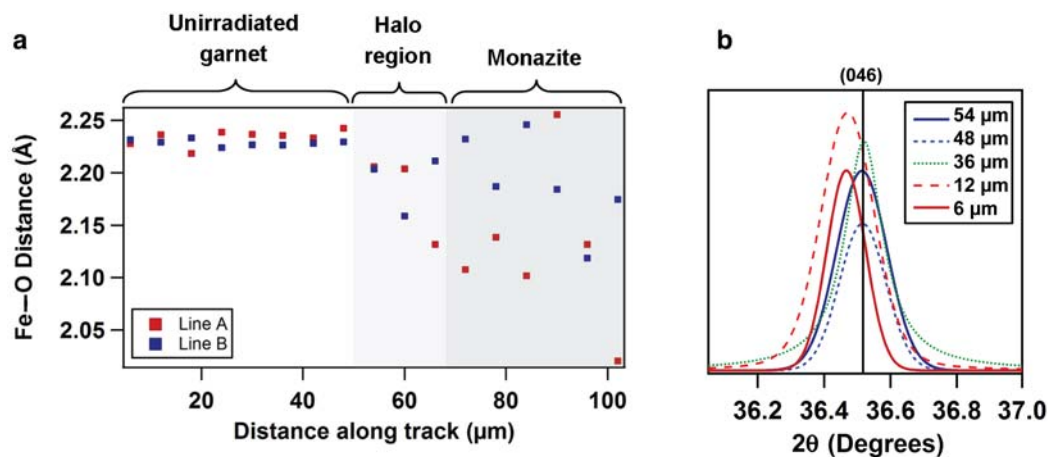 a
Unirradiated
garnet
Halo
region
Monazite
Fe—O Distance (Å)
2.25
2.20
2.15
2.10
2.05
Line A
Line B
20
40
60
80
100
Distance along track (µm)
b
(046)
54 µm
48 µm
36 µm
12 µm
6 µm
36.2
36.4
36.6
36.8
37.0
2θ (Degrees)